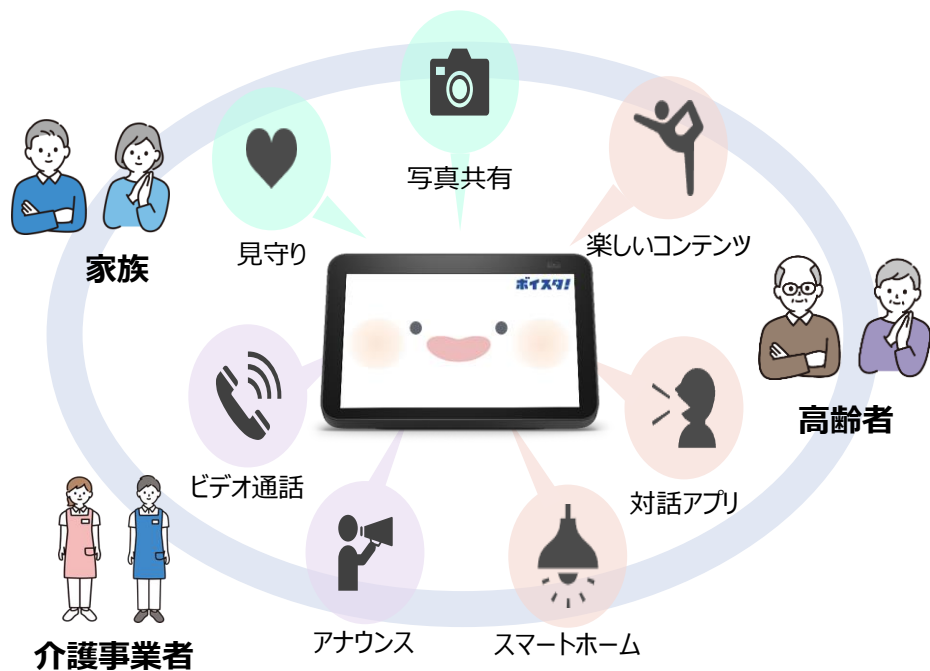 写真共有
見守り
楽しいコンテンツ
家族
ボイスタ!
高齢者
ビデオ通話
対話アプリ
アナウンス
スマートホーム
介護事業者